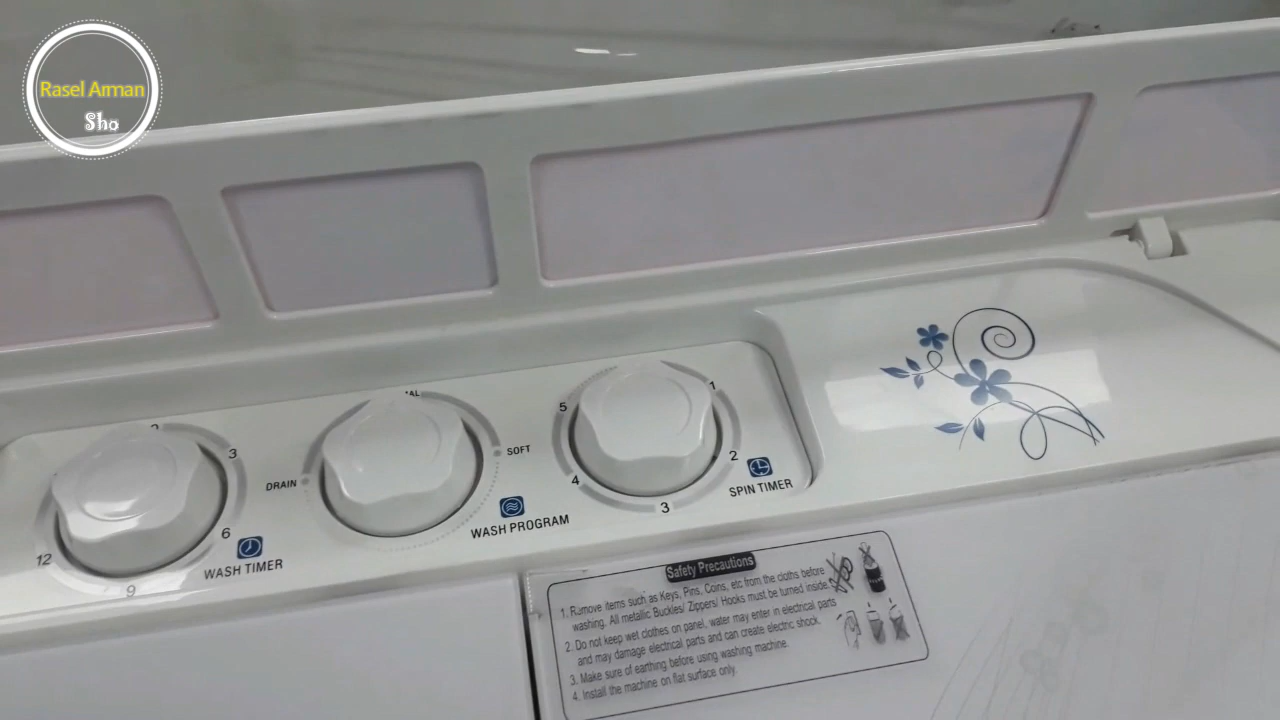 Rasel Arman
Sho
3
6
9
12
WASH TIMER
DRAIN
SOFT
WASH PROGRAM
1
2
3
4
5
SPIN TIMER
Safety Precautions
1. Remove items such as Keys, Pins, Coins, etc from the cloths before
washing. All metallic Buckles/ Zippers/ Hooks must be turned inside.
2. Do not keep wet clothes on panel, water may enter in electrical parts
and may damage electrical parts and can create electric shock.
3. Make sure of earthing before using washing machine.
4. Install the machine on flat surface only.